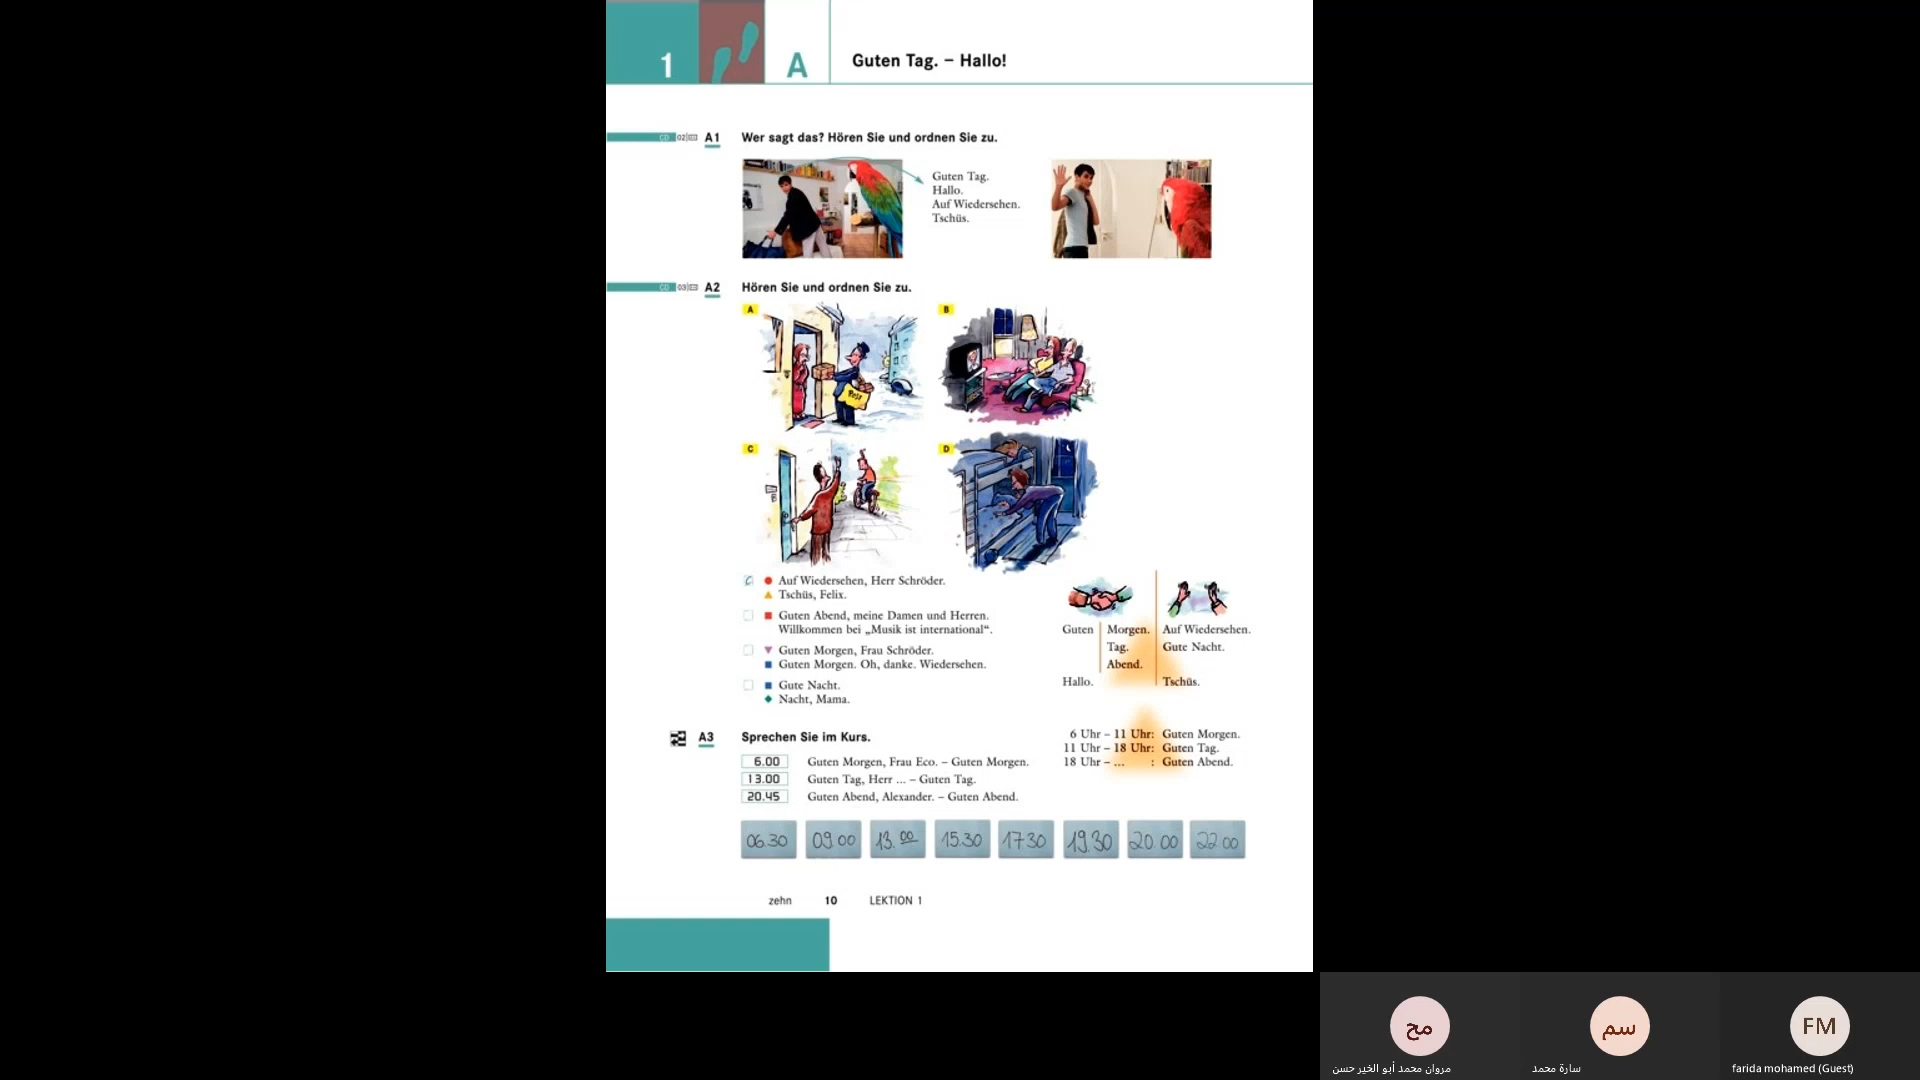 1
A
Guten Tag. – Hallo!
CD 02 A1 Wer sagt das? Hören Sie und ordnen Sie zu.
Guten Tag.
Hallo.
Auf Wiedersehen.
Tschüs.
CD 03 A2 Hören Sie und ordnen Sie zu.
A
B
Post
C
D
C Auf Wiedersehen, Herr Schröder.
Tschüs, Felix.
Guten Abend, meine Damen und Herren.
Willkommen bei „Musik ist international“.
Guten Morgen, Frau Schröder.
Guten Morgen. Oh, danke. Wiedersehen.
Gute Nacht.
Nacht, Mama.
Guten Morgen. Auf Wiedersehen.
Tag. Gute Nacht.
Abend.
Hallo. Tschüs.
A3 Sprechen Sie im Kurs.
6.00 Guten Morgen, Frau Eco. – Guten Morgen.
13.00 Guten Tag, Herr ... – Guten Tag.
20.45 Guten Abend, Alexander. – Guten Abend.
6 Uhr – 11 Uhr: Guten Morgen.
11 Uhr – 18 Uhr: Guten Tag.
18 Uhr – ... : Guten Abend.
06.30 09.00 13.00 15.30 17 30 19.30 20.00 22 00
zehn 10 LEKTION 1
مح
سم
FM
مروان محمد أبو الخير حسن
سارة محمد
farida mohamed (Guest)